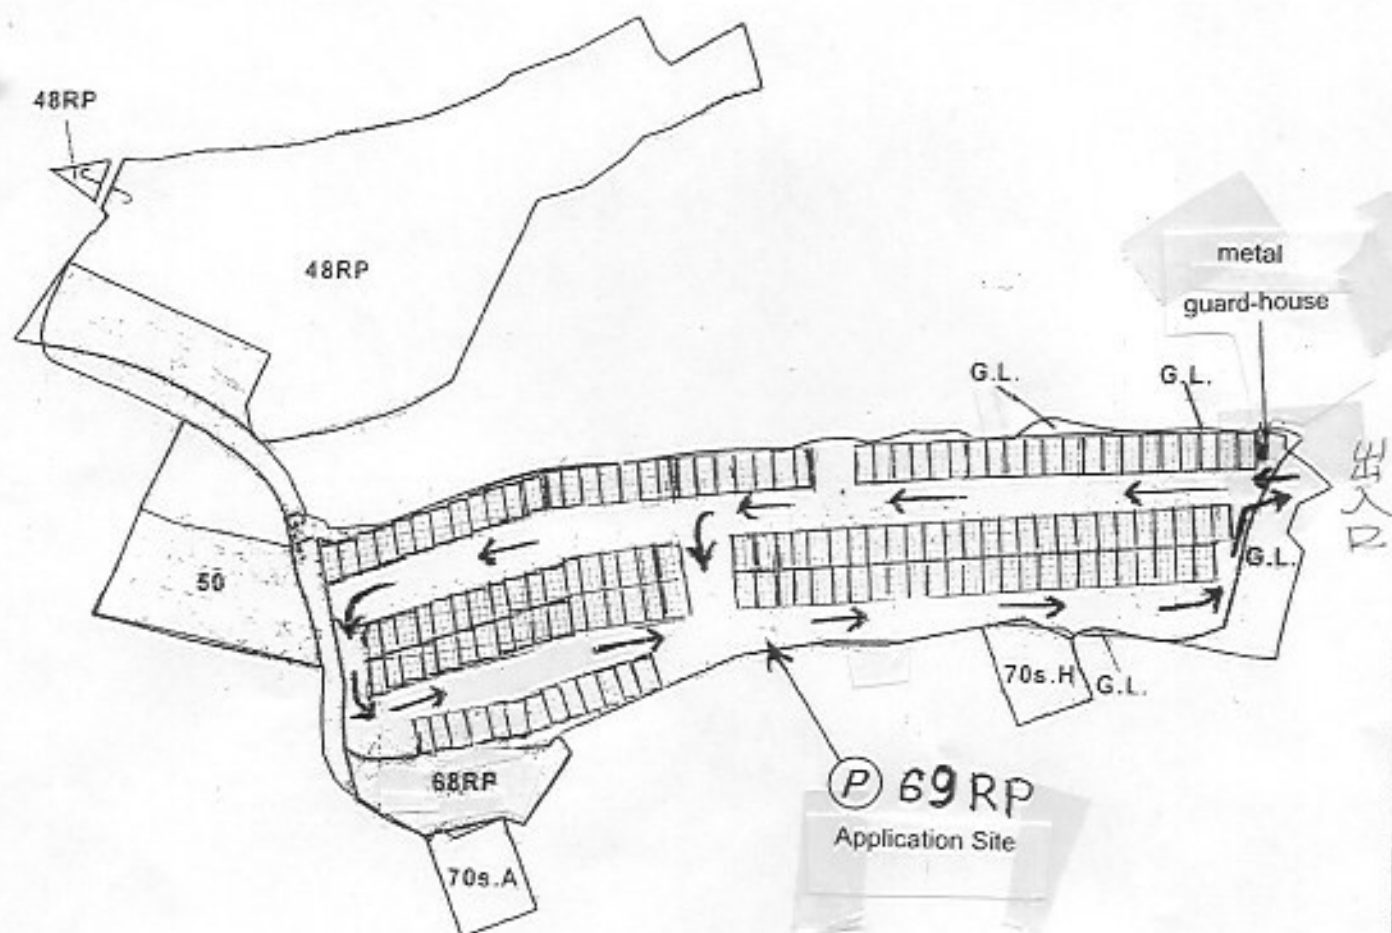 48RP
48RP
metal
guard-house
G.L.
G.L.
出入口
50
G.L.
70s.H
G.L.
P 69RP
Application Site
68RP
70s.A